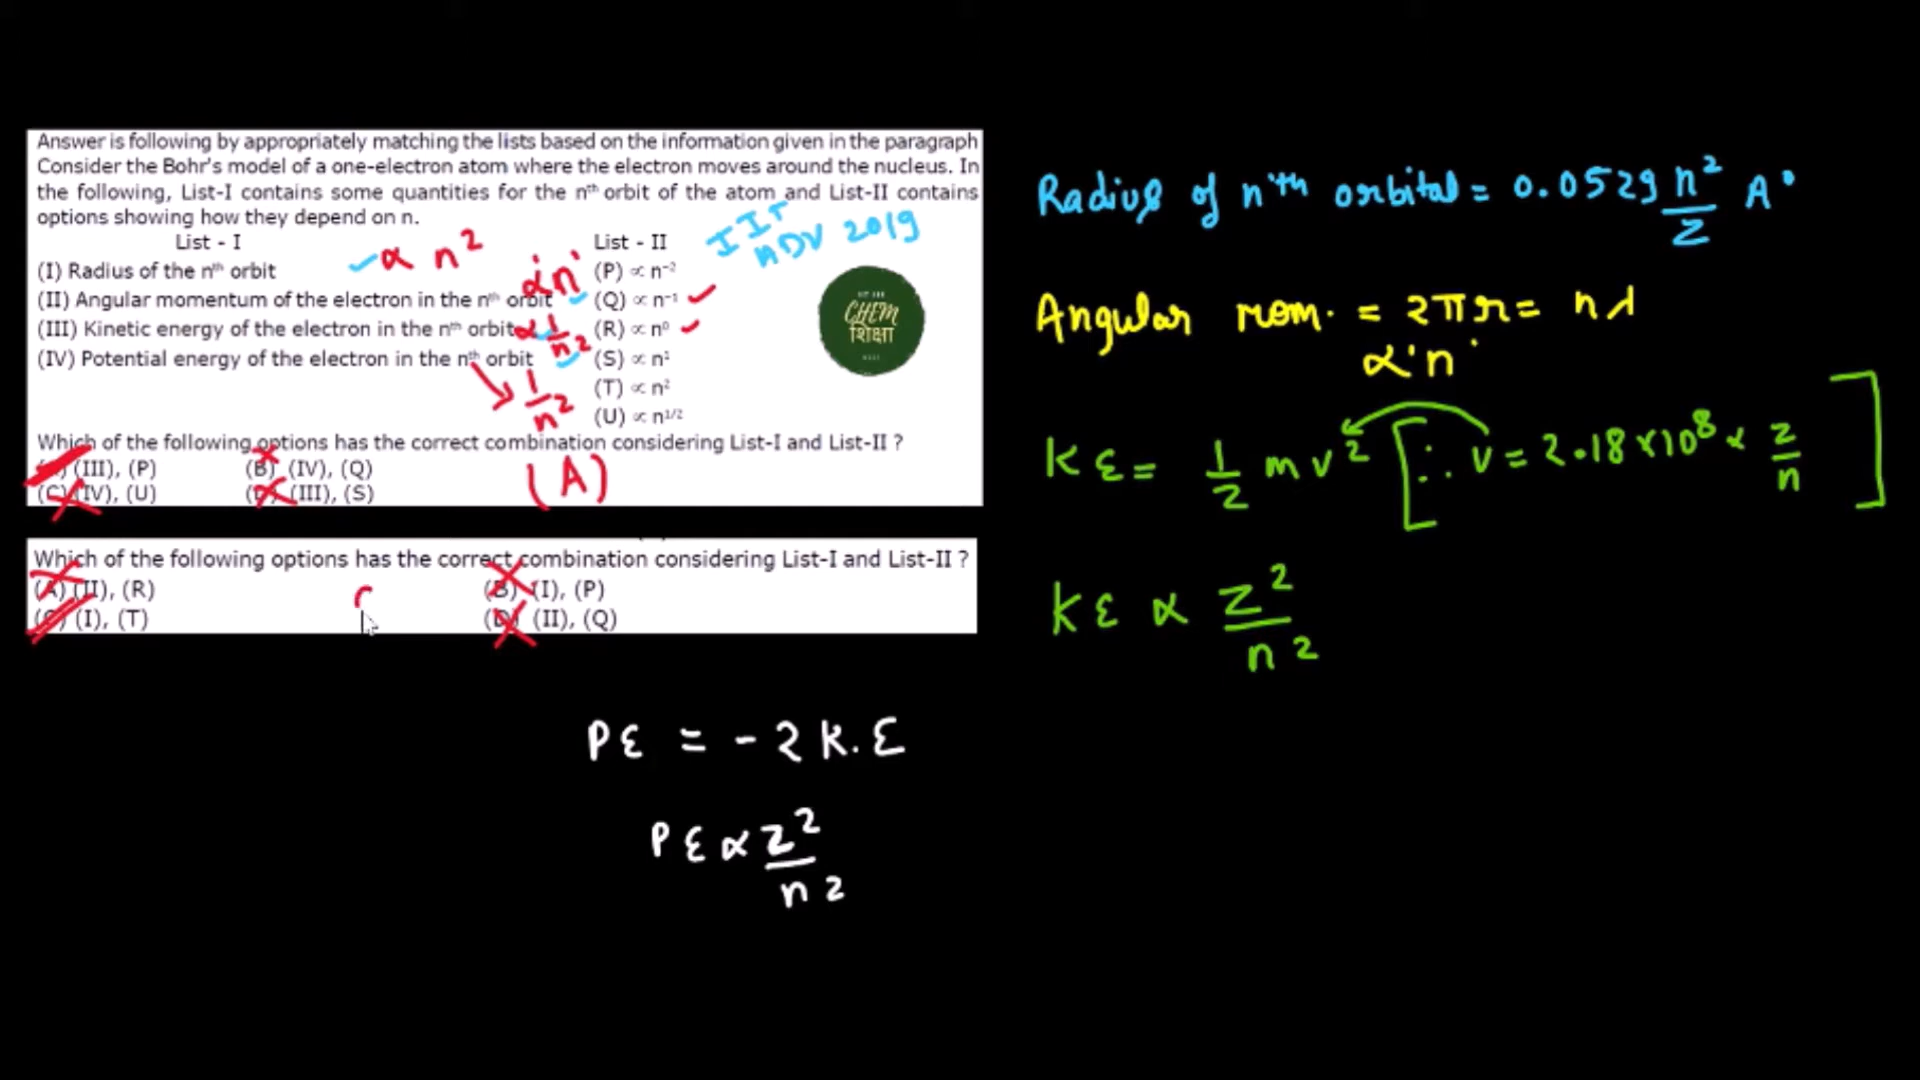 Answer is following by appropriately matching the lists based on the information given in the paragraph
Consider the Bohr's model of a one-electron atom where the electron moves around the nucleus. In
the following, List-I contains some quantities for the nᵗʰ orbit of the atom and List-II contains
options showing how they depend on n.
IIT
ADV 2019
List - I
List - II
(I) Radius of the nᵗʰ orbit ∝ n²
(II) Angular momentum of the electron in the nᵗʰ orbit ∝ n
(III) Kinetic energy of the electron in the nᵗʰ orbit ∝ 1/n²
(IV) Potential energy of the electron in the nᵗʰ orbit
1/n²
(P) ∝ n⁻²
(Q) ∝ n⁻¹
(R) ∝ n⁰
(S) ∝ n¹
(T) ∝ n²
(U) ∝ n¹ᐟ²
CHEM
शिक्षा
Which of the following options has the correct combination considering List-I and List-II ?
(III), (P) (B) (IV), (Q)
(C) (IV), (U) (D) (III), (S)
(A)
Which of the following options has the correct combination considering List-I and List-II ?
(A) (II), (R) (B) (I), (P)
(C) (I), (T) (D) (II), (Q)
PE = - 2 K.E
PE ∝ Z²/n²
Radius of n'th orbital = 0.0529 n²/Z A°
Angular mom. = 2πr = nλ
∝ 'n'
KE = 1/2 mv² [∴ v = 2.18 x 10⁸ x Z/n]
KE ∝ Z²/n²